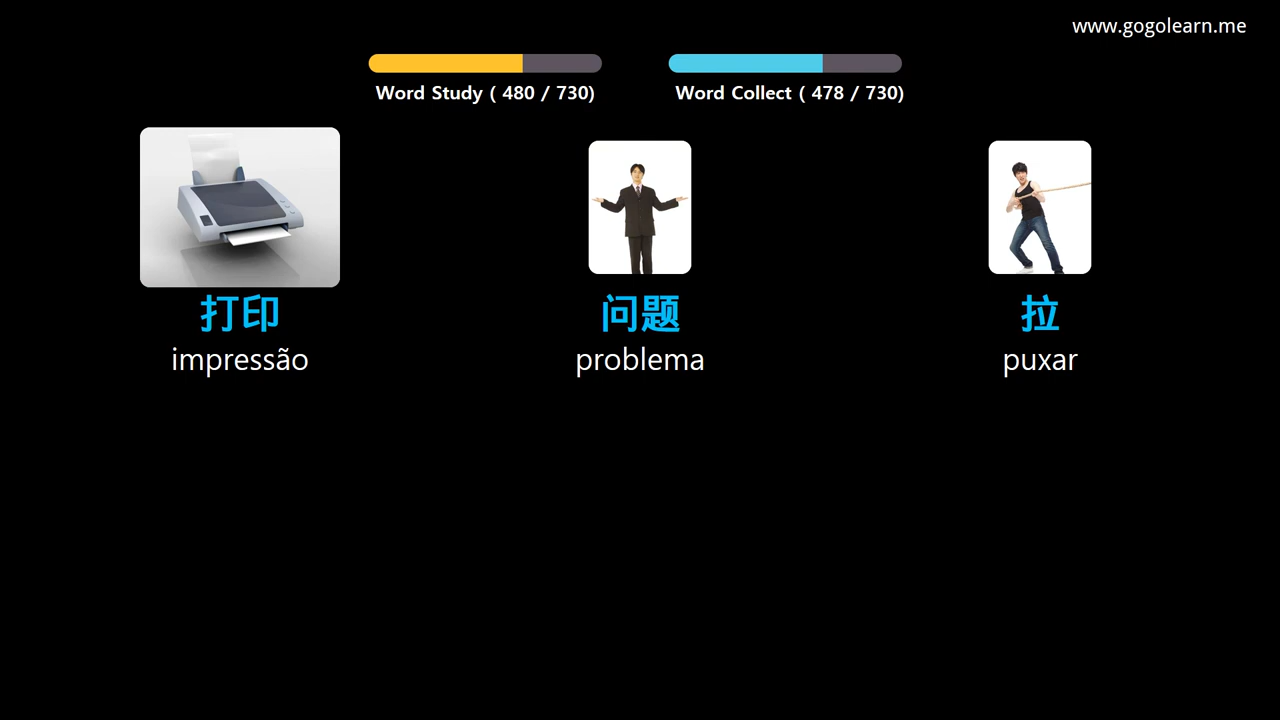 www.gogolearn.me
Word Study ( 480 / 730)
Word Collect ( 478 / 730)
打印
impressão
问题
problema
拉
puxar